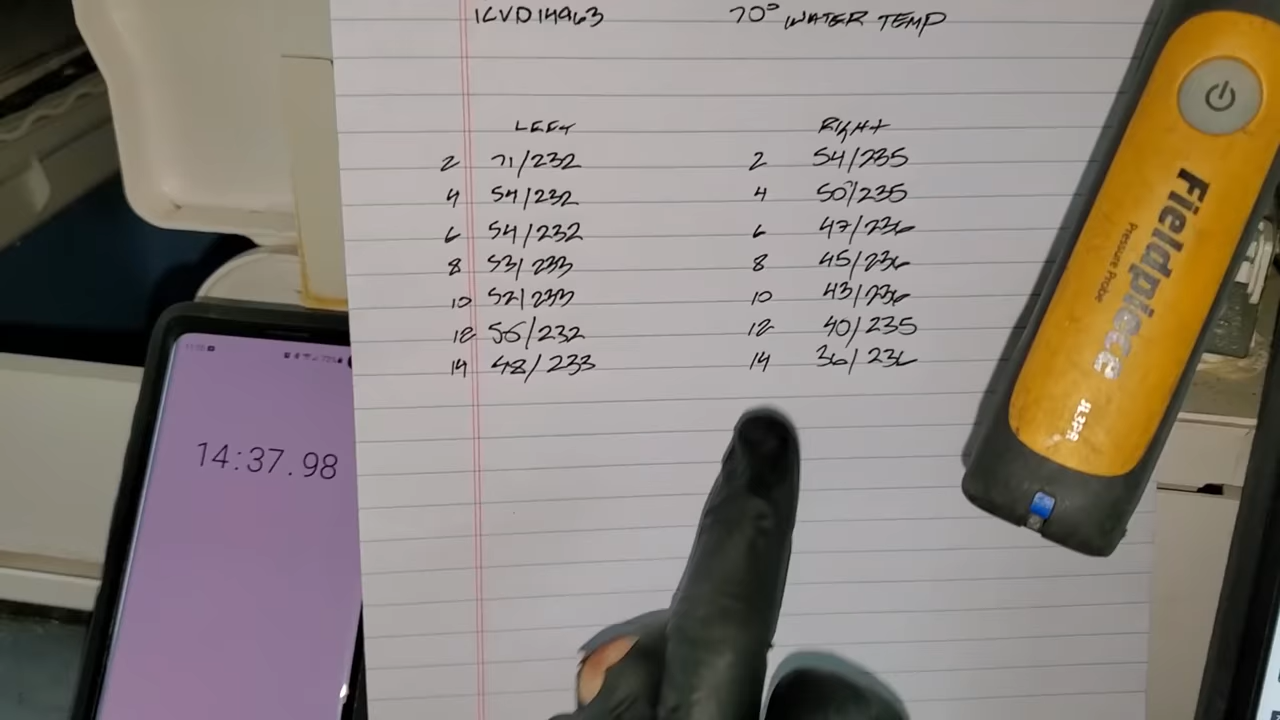 1CVD14963 70° WATER TEMP
LEFT RIGHT
2 71/232 2 54/235
4 54/232 4 50/235
6 54/232 6 47/236
8 53/233 8 45/236
10 52/233 10 43/236
12 56/232 12 40/235
14 48/233 14 36/236
14:37.98
Fieldpiece
Pressure Probe
JL3PR